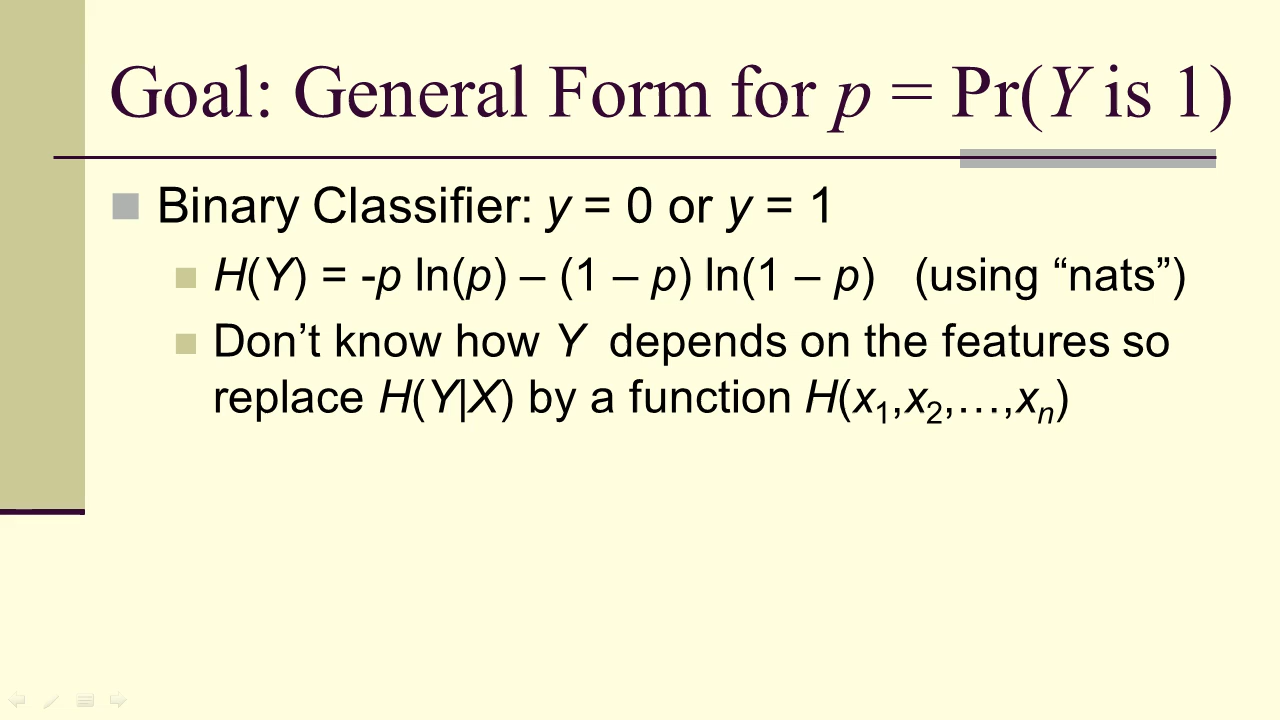 Goal: General Form for p = Pr(Y is 1)
Binary Classifier: y = 0 or y = 1
H(Y) = -p ln(p) – (1 – p) ln(1 – p) (using “nats”)
Don’t know how Y depends on the features so
replace H(Y|X) by a function H(x₁,x₂,…,xₙ)